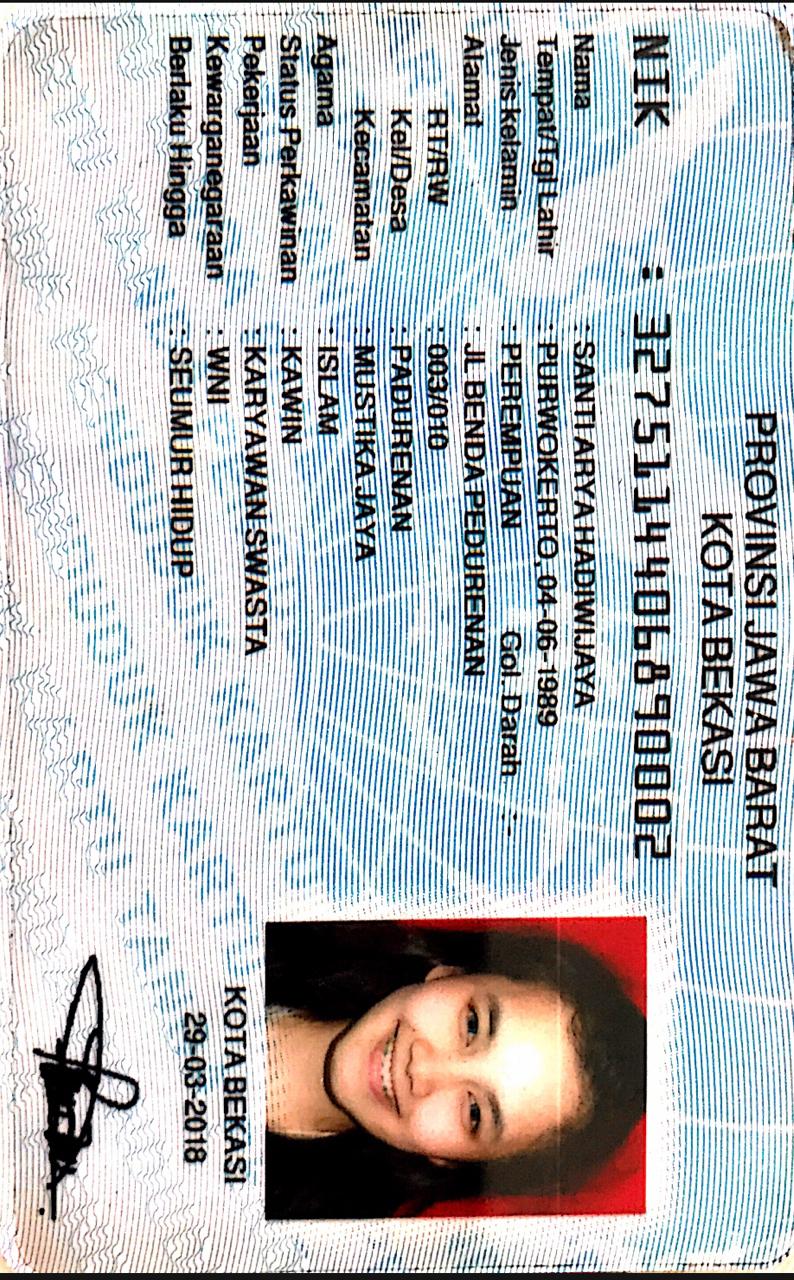 PROVINSI JAWA BARAT
KOTA BEKASI
NIK : 3275114406890002
Nama : SANTI ARYA HADIWIJAYA
Tempat/Tgl Lahir : PURWOKERTO, 04-06-1989
Jenis kelamin : PEREMPUAN Gol. Darah : -
Alamat : JL BENDA PEDURENAN
RT/RW : 003/010
Kel/Desa : PADURENAN
Kecamatan : MUSTIKAJAYA
Agama : ISLAM
Status Perkawinan : KAWIN
Pekerjaan : KARYAWAN SWASTA
Kewarganegaraan : WNI
Berlaku Hingga : SEUMUR HIDUP
KOTA BEKASI
29-03-2018